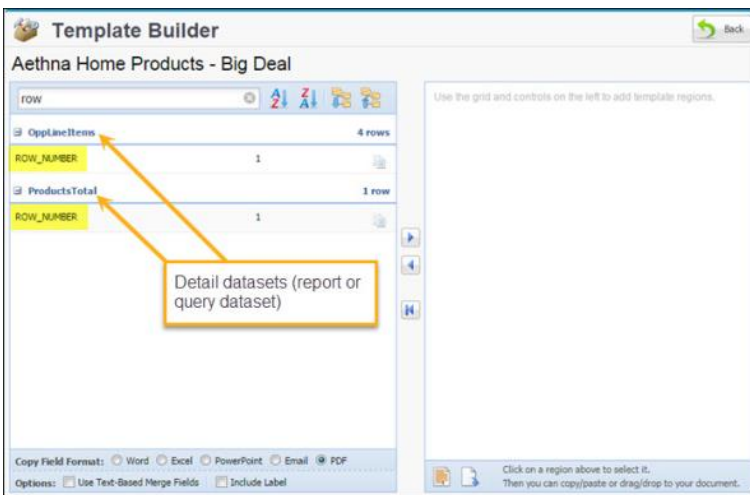 Template Builder
Back
Aethna Home Products - Big Deal
row
A
Z
Z
A
Use the grid and controls on the left to add template regions.
OppLineItems 4 rows
ROW_NUMBER 1
ProductsTotal 1 row
ROW_NUMBER 1
Detail datasets (report or
query dataset)
Copy Field Format: Word Excel PowerPoint Email PDF
Options: Use Text-Based Merge Fields Include Label
Click on a region above to select it.
Then you can copy/paste or drag/drop to your document.